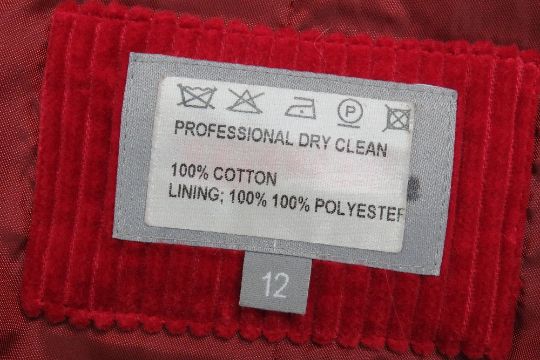 P
PROFESSIONAL DRY CLEAN
100% COTTON
LINING; 100% 100% POLYESTER
12